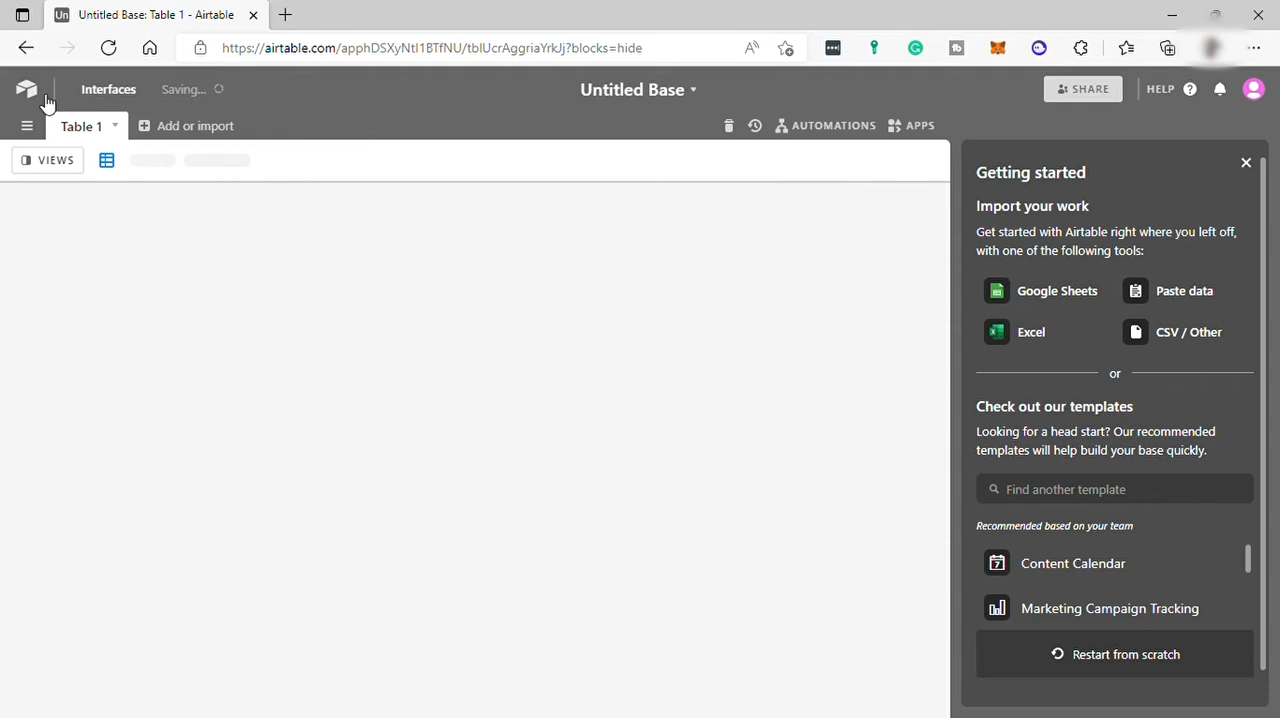 Un Untitled Base: Table 1 - Airtable
https://airtable.com/apphDSXyNtI1BTfNU/tblUcrAggriaYrkJj?blocks=hide
Interfaces Saving... Untitled Base SHARE HELP
Table 1 Add or import AUTOMATIONS APPS
VIEWS
Getting started
Import your work
Get started with Airtable right where you left off,
with one of the following tools:
Google Sheets Paste data
Excel CSV / Other
or
Check out our templates
Looking for a head start? Our recommended
templates will help build your base quickly.
Find another template
Recommended based on your team
Content Calendar
Marketing Campaign Tracking
Restart from scratch